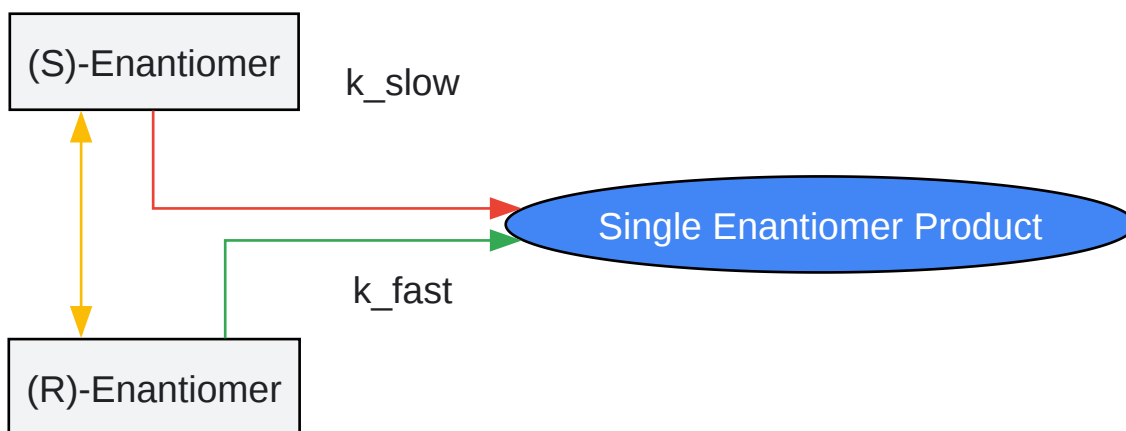 (S)-Enantiomer
k_slow
Single Enantiomer Product
k_fast
(R)-Enantiomer